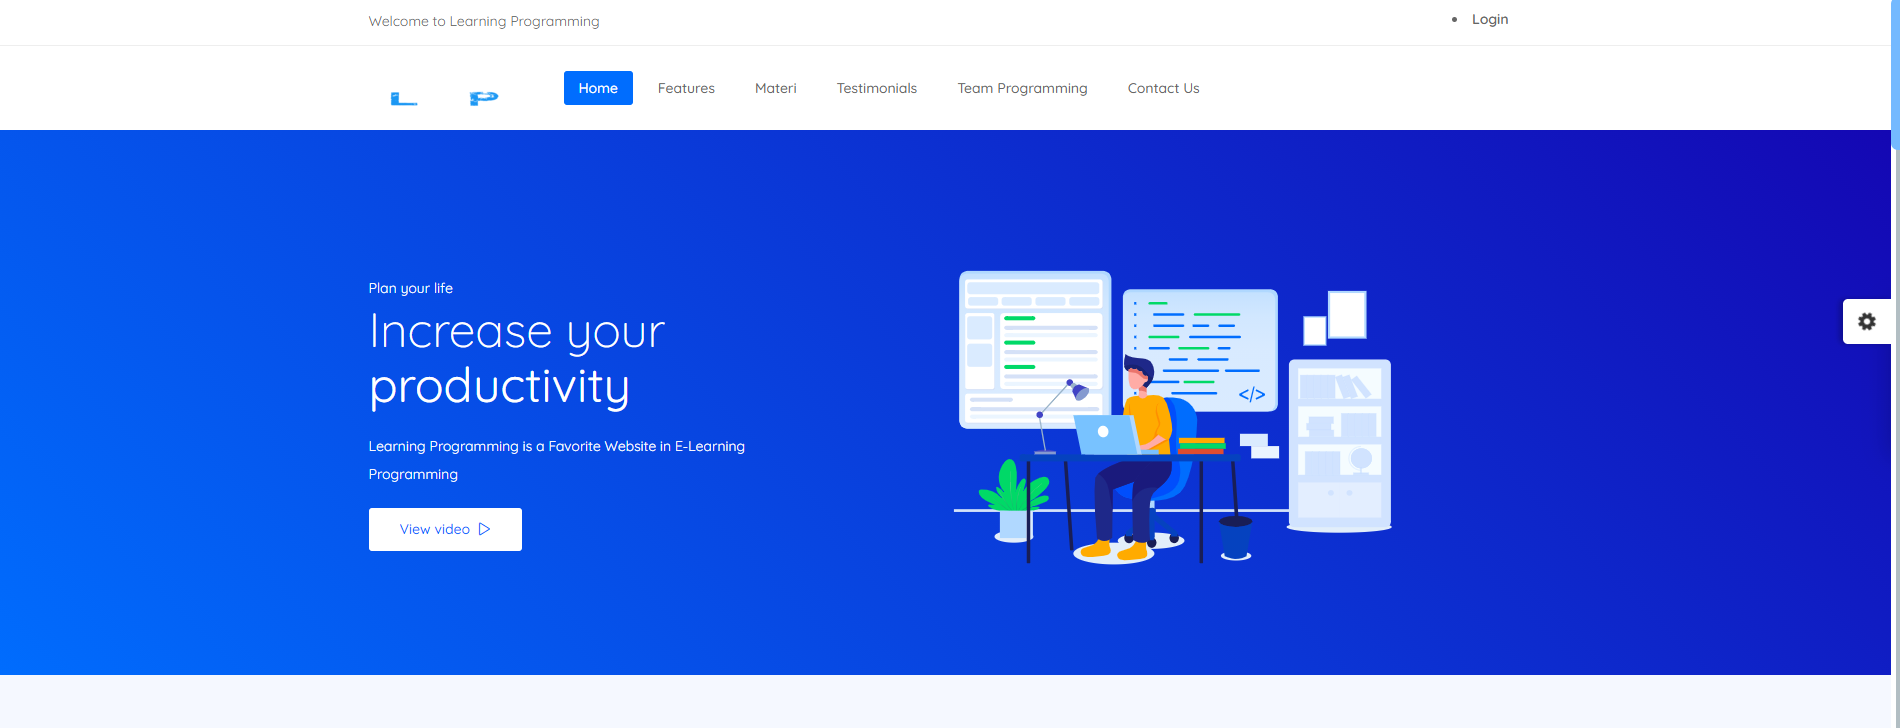 Welcome to Learning Programming
Login
L P
Home Features Materi Testimonials Team Programming Contact Us
Plan your life
Increase your
productivity
Learning Programming is a Favorite Website in E-Learning
Programming
View video
</>